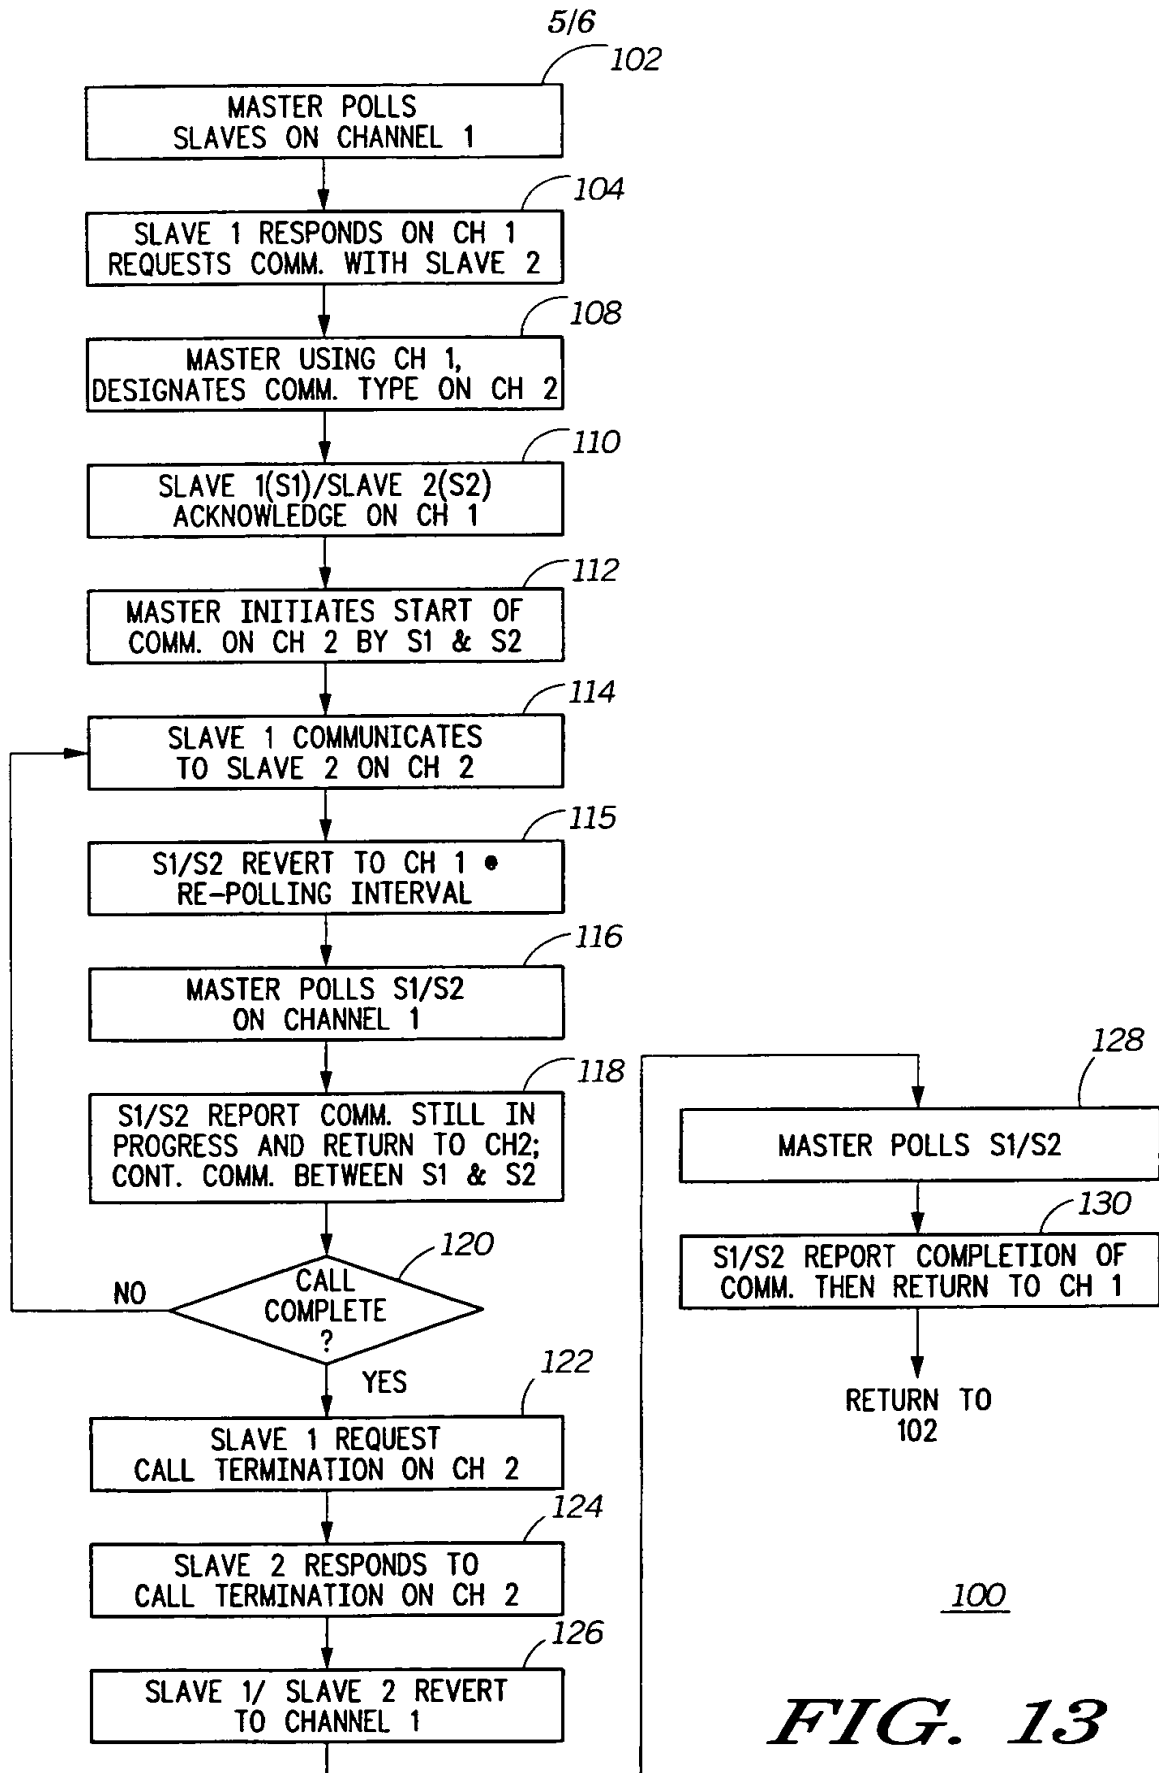 5/6
102
MASTER POLLS
SLAVES ON CHANNEL 1
104
SLAVE 1 RESPONDS ON CH 1
REQUESTS COMM. WITH SLAVE 2
108
MASTER USING CH 1,
DESIGNATES COMM. TYPE ON CH 2
110
SLAVE 1(S1)/SLAVE 2(S2)
ACKNOWLEDGE ON CH 1
112
MASTER INITIATES START OF
COMM. ON CH 2 BY S1 & S2
114
SLAVE 1 COMMUNICATES
TO SLAVE 2 ON CH 2
115
S1/S2 REVERT TO CH 1 •
RE-POLLING INTERVAL
116
MASTER POLLS S1/S2
ON CHANNEL 1
118
S1/S2 REPORT COMM. STILL IN
PROGRESS AND RETURN TO CH2;
CONT. COMM. BETWEEN S1 & S2
120
CALL
COMPLETE
?
NO
YES
122
SLAVE 1 REQUEST
CALL TERMINATION ON CH 2
124
SLAVE 2 RESPONDS TO
CALL TERMINATION ON CH 2
126
SLAVE 1/ SLAVE 2 REVERT
TO CHANNEL 1
128
MASTER POLLS S1/S2
130
S1/S2 REPORT COMPLETION OF
COMM. THEN RETURN TO CH 1
RETURN TO
102
100
FIG. 13